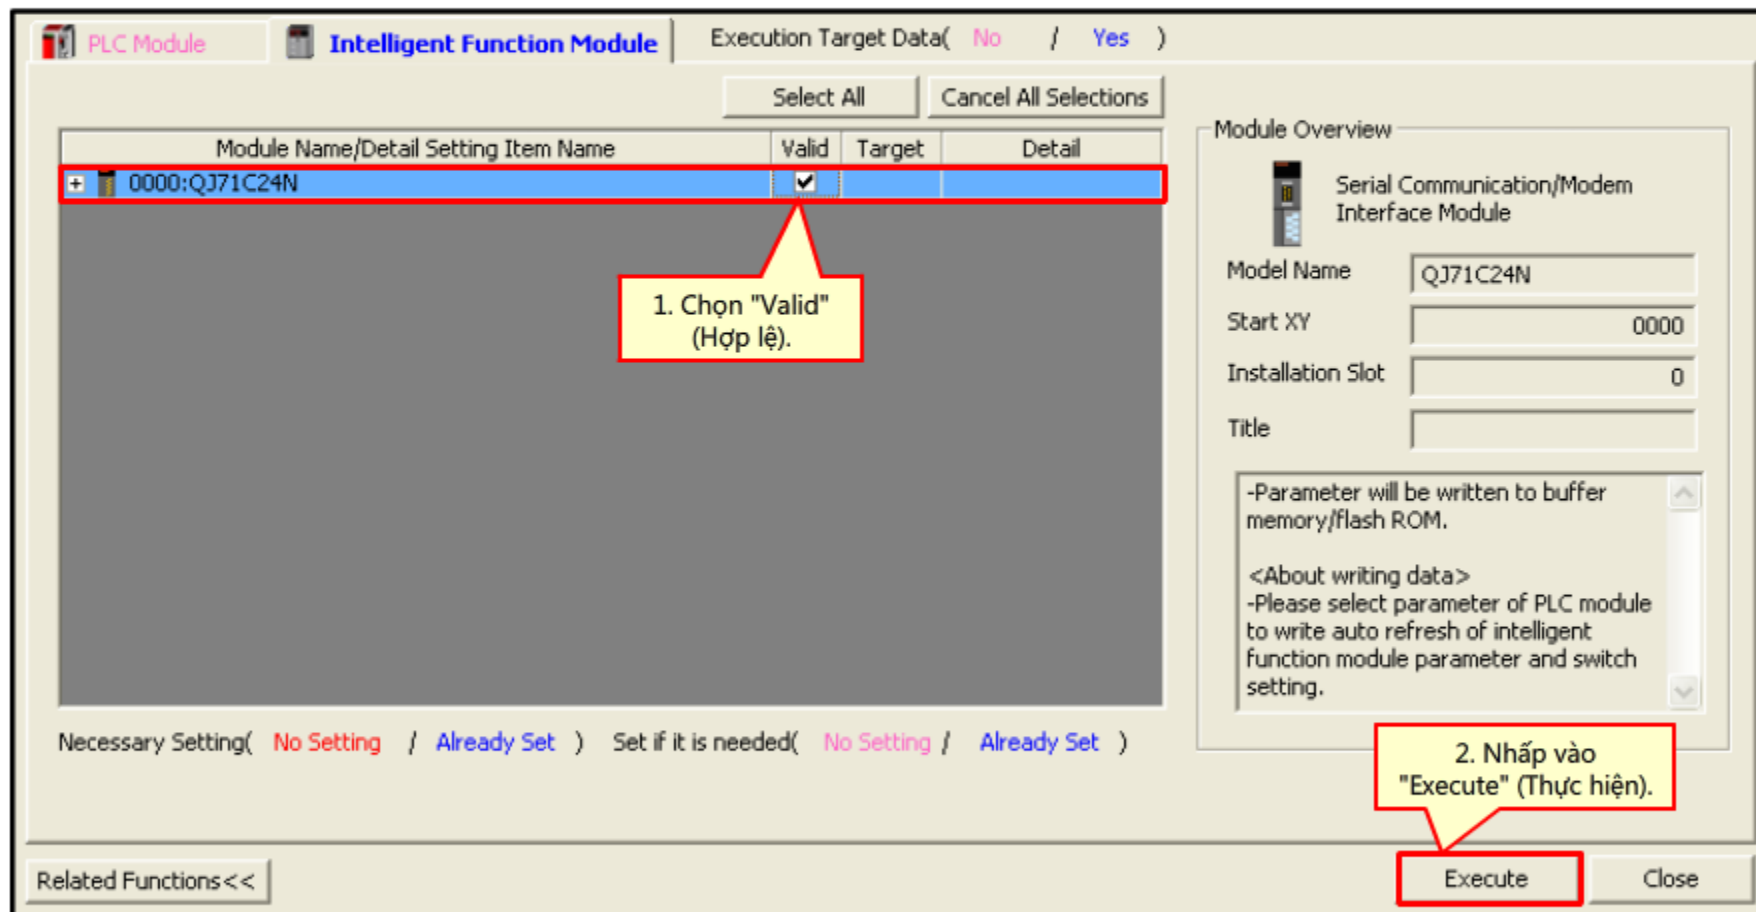 PLC Module Intelligent Function Module Execution Target Data( No / Yes )
Select All Cancel All Selections
Module Name/Detail Setting Item Name Valid Target Detail
0000:QJ71C24N
1. Chọn "Valid"
(Hợp lệ).
Module Overview
Serial Communication/Modem
Interface Module
Model Name QJ71C24N
Start XY 0000
Installation Slot 0
Title
-Parameter will be written to buffer
memory/flash ROM.
<About writing data>
-Please select parameter of PLC module
to write auto refresh of intelligent
function module parameter and switch
setting.
Necessary Setting( No Setting / Already Set ) Set if it is needed( No Setting / Already Set )
2. Nhấp vào
"Execute" (Thực hiện).
Related Functions<< Execute Close